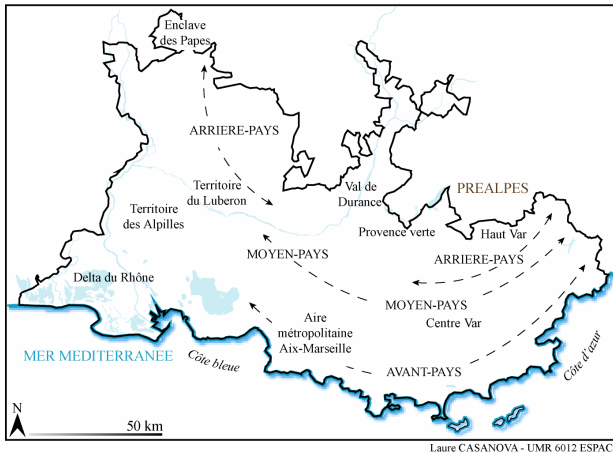 Enclave
des Papes
ARRIERE-PAYS
Territoire
du Luberon
Val de
Durance
PREALPES
Territoire
des Alpilles
Provence verte
Haut Var
MOYEN-PAYS
ARRIERE-PAYS
Delta du Rhône
MOYEN-PAYS
Centre Var
Aire
métropolitaine
Aix-Marseille
MER MEDITERRANEE
Côte bleue
AVANT-PAYS
Côte d'azur
N
50 km
Laure CASANOVA - UMR 6012 ESPAC